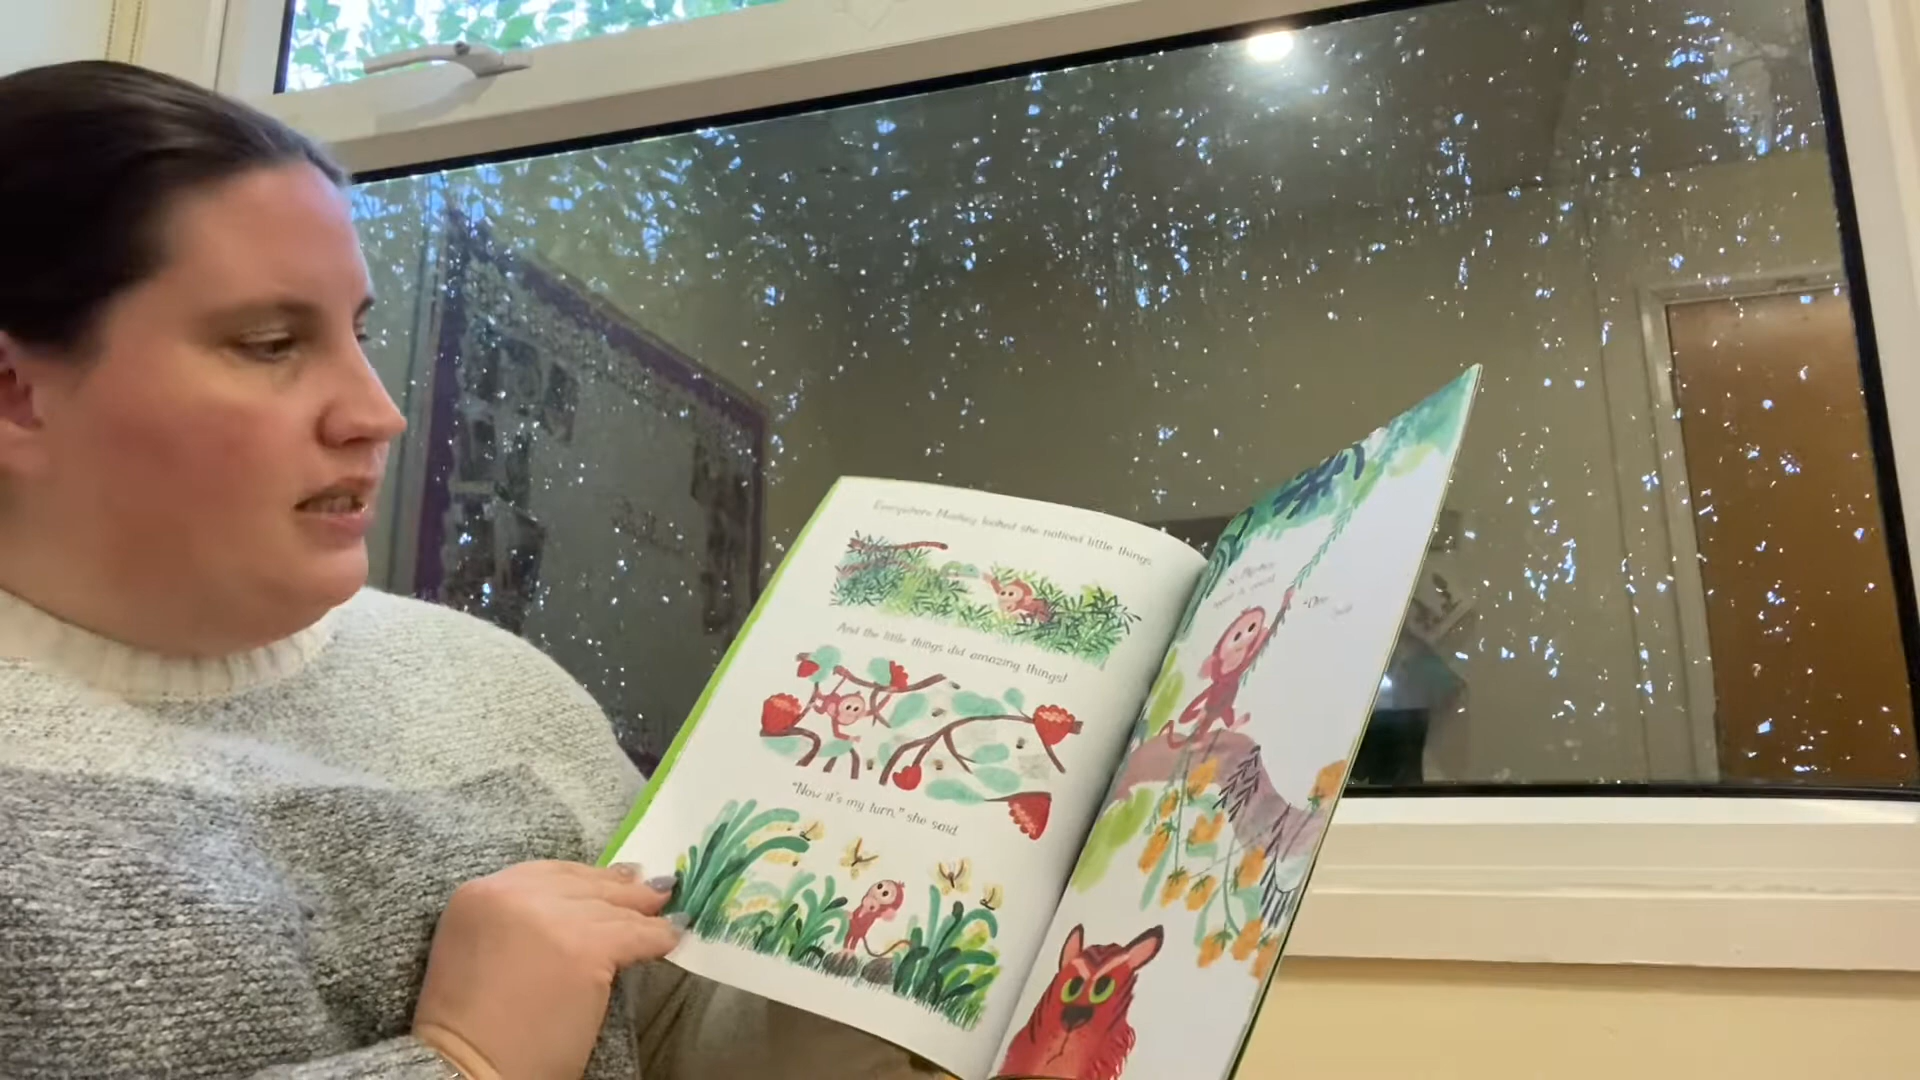 Everywhere Monkey looked she noticed little things.
And the little things did amazing things!
"Now it's my turn," she said.